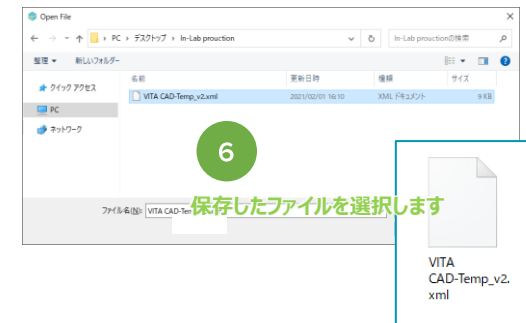 Open File
PC › デスクトップ › In-Lab prouction
In-Lab prouctionの検索
整理 新しいフォルダー
名前 更新日時 種類 サイズ
クイック アクセス
VITA CAD-Temp_v2.xml 2021/02/01 16:10 XML ドキュメント 9 KB
PC
ネットワーク
6
保存したファイルを選択します
ファイル名(N): VITA CAD-Tem
VITA
CAD-Temp_v2.
xml